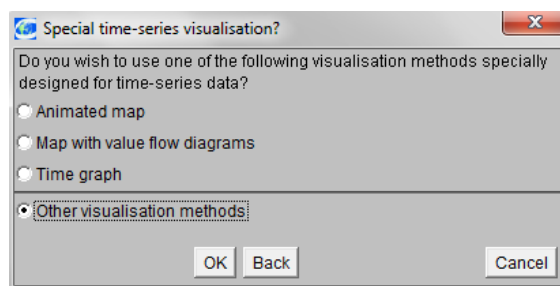 Special time-series visualisation?
Do you wish to use one of the following visualisation methods specially
designed for time-series data?
Animated map
Map with value flow diagrams
Time graph
Other visualisation methods
OK Back Cancel